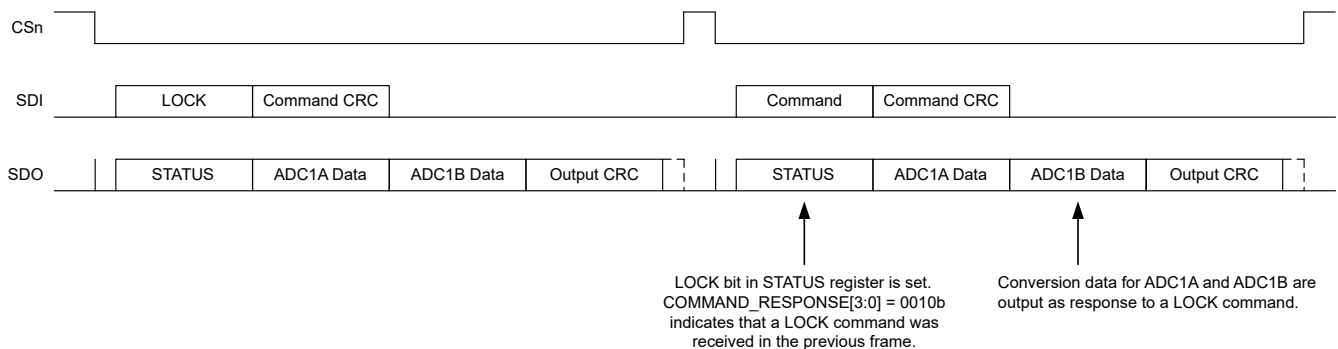 CSn
SDI
LOCK
Command CRC
Command
Command CRC
SDO
STATUS
ADC1A Data
ADC1B Data
Output CRC
STATUS
ADC1A Data
ADC1B Data
Output CRC
LOCK bit in STATUS register is set.
COMMAND_RESPONSE[3:0] = 0010b
indicates that a LOCK command was
received in the previous frame.
Conversion data for ADC1A and ADC1B are
output as response to a LOCK command.